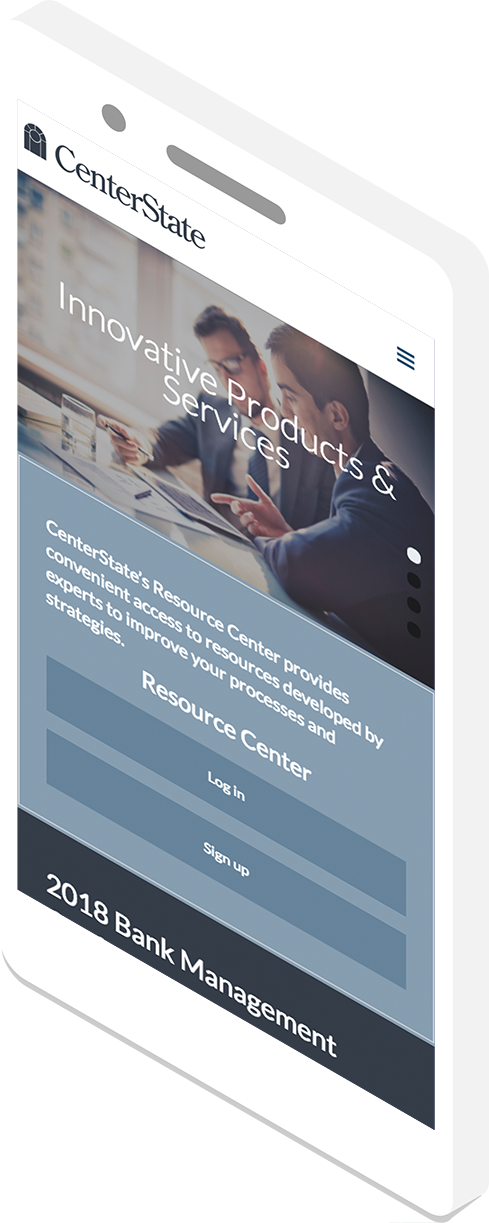 CenterState
Innovative Products &
Services
CenterState's Resource Center provides
convenient access to resources developed by
experts to improve your processes and
strategies.
Resource Center
Log in
Sign up
2018 Bank Management